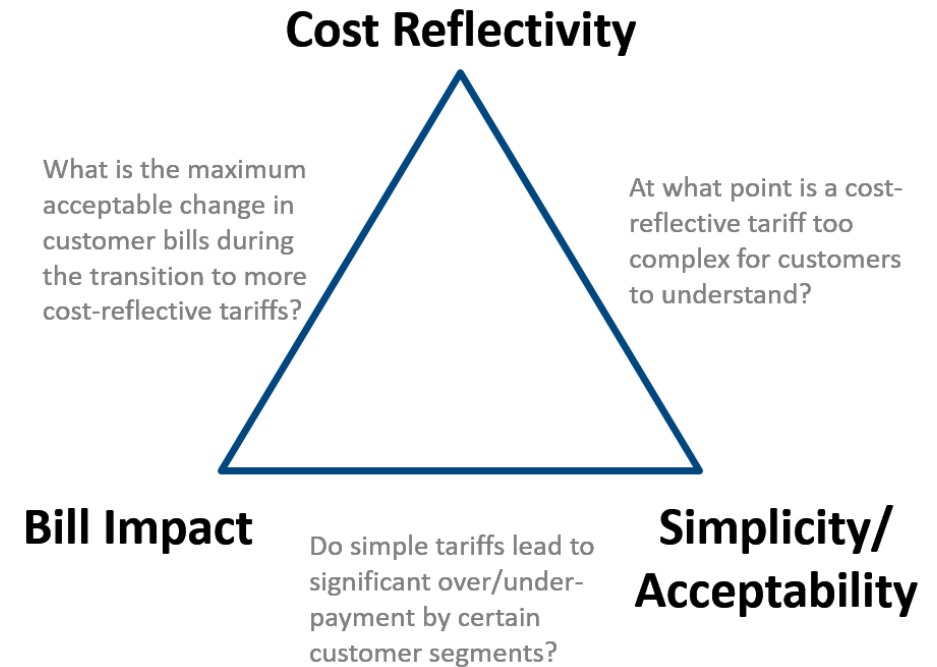 Cost Reflectivity
What is the maximum
acceptable change in
customer bills during
the transition to more
cost-reflective tariffs?
At what point is a cost-
reflective tariff too
complex for customers
to understand?
Bill Impact
Do simple tariffs lead to
significant over/under-
payment by certain
customer segments?
Simplicity/
Acceptability